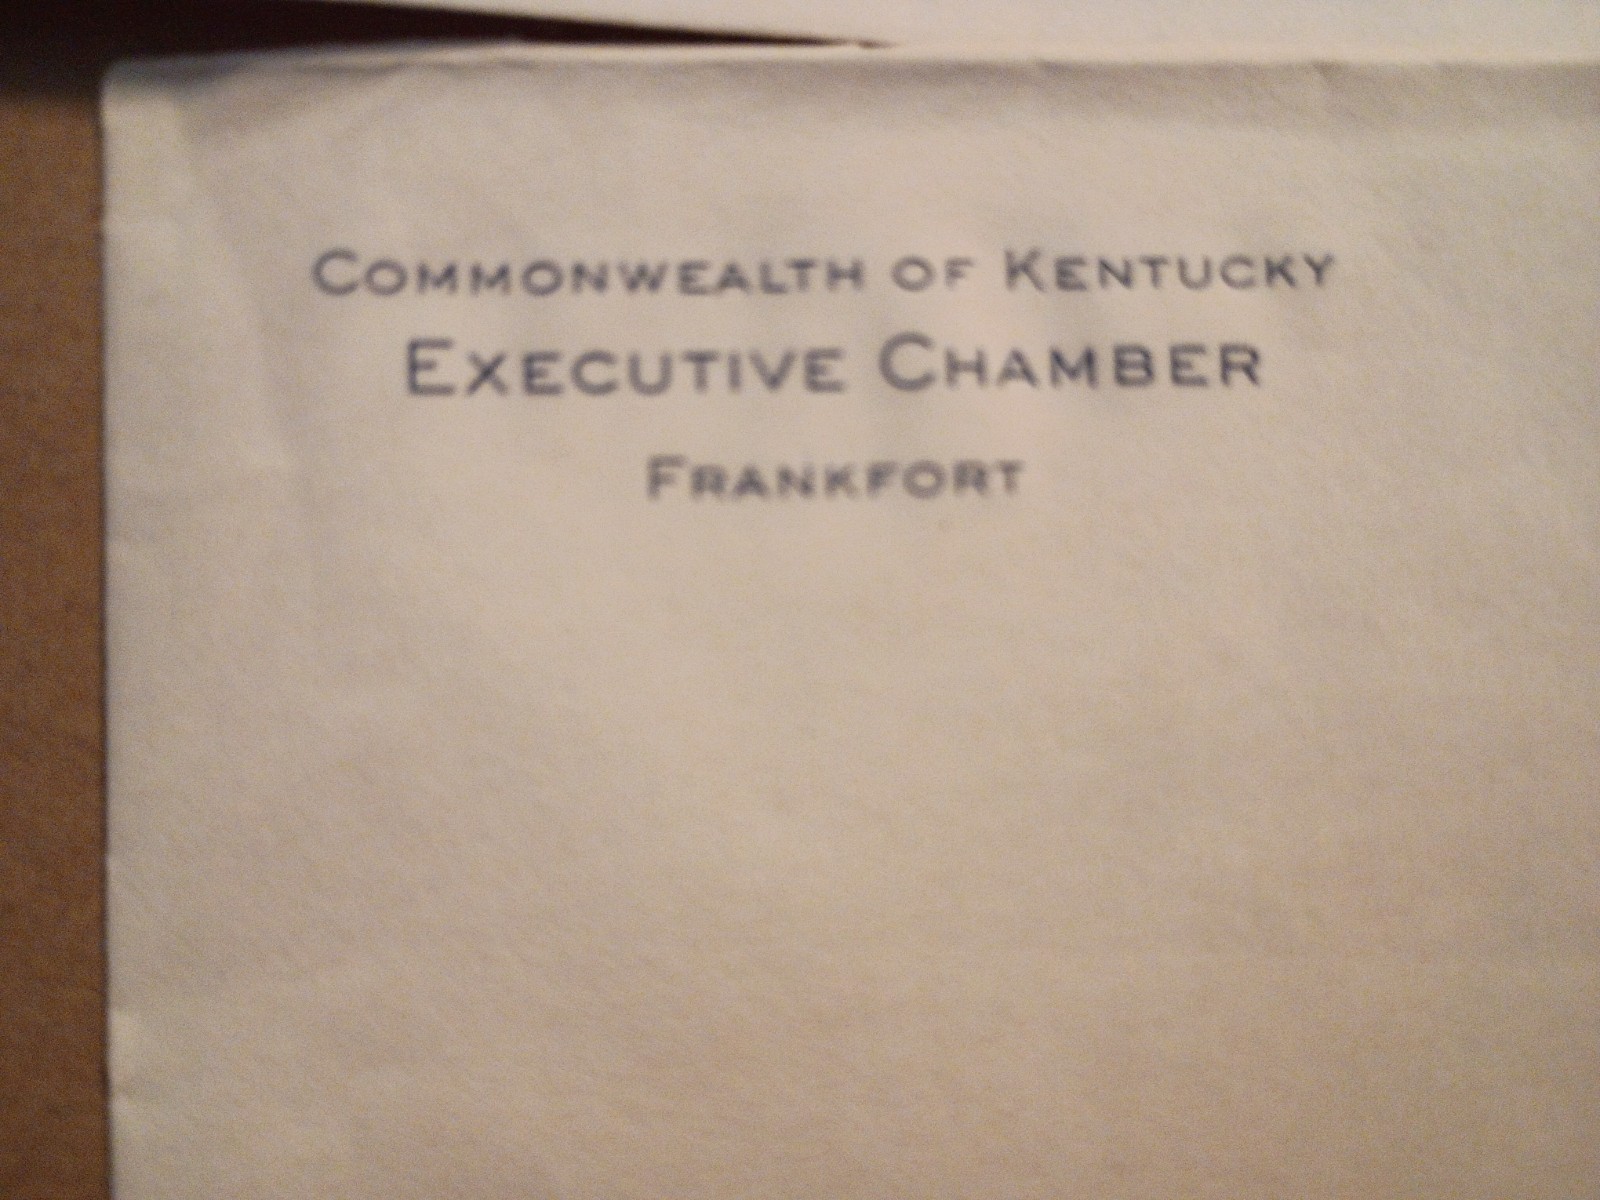 Commonwealth of Kentucky
Executive Chamber
Frankfort